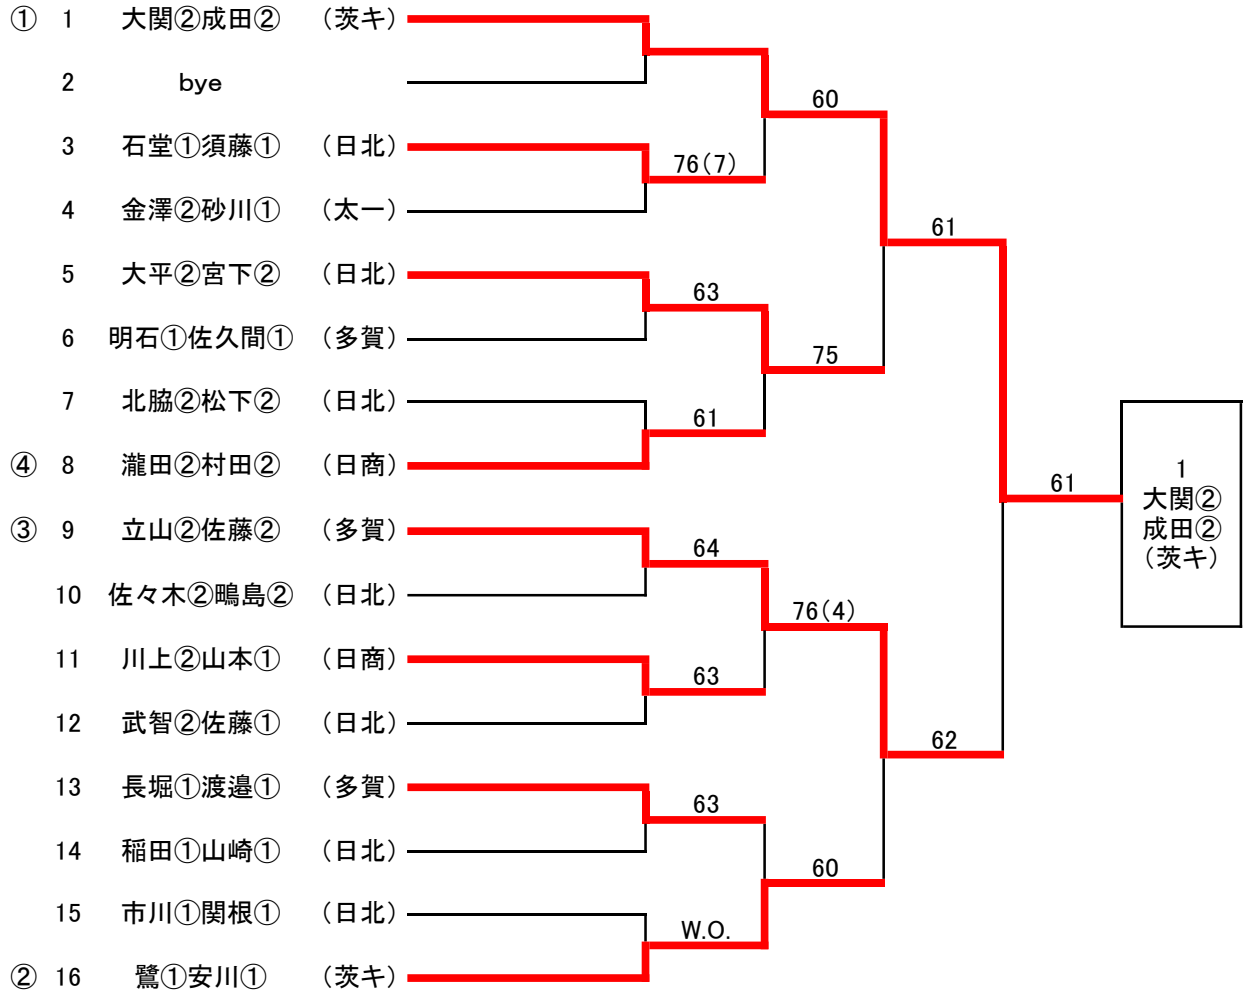 ① 1 大関②成田② （茨キ）
2 bye
60
3 石堂①須藤① （日北）
76(7)
4 金澤②砂川① （太一）
61
5 大平②宮下② （日北）
63
6 明石①佐久間① （多賀）
75
7 北脇②松下② （日北）
61
④ 8 瀧田②村田② （日商）
61
1
大関②
成田②
（茨キ）
③ 9 立山②佐藤② （多賀）
64
10 佐々木②鴫島② （日北）
76(4)
11 川上②山本① （日商）
63
12 武智②佐藤① （日北）
62
13 長堀①渡邉① （多賀）
63
14 稲田①山崎① （日北）
60
15 市川①関根① （日北）
W.O.
② 16 鷺①安川① （茨キ）